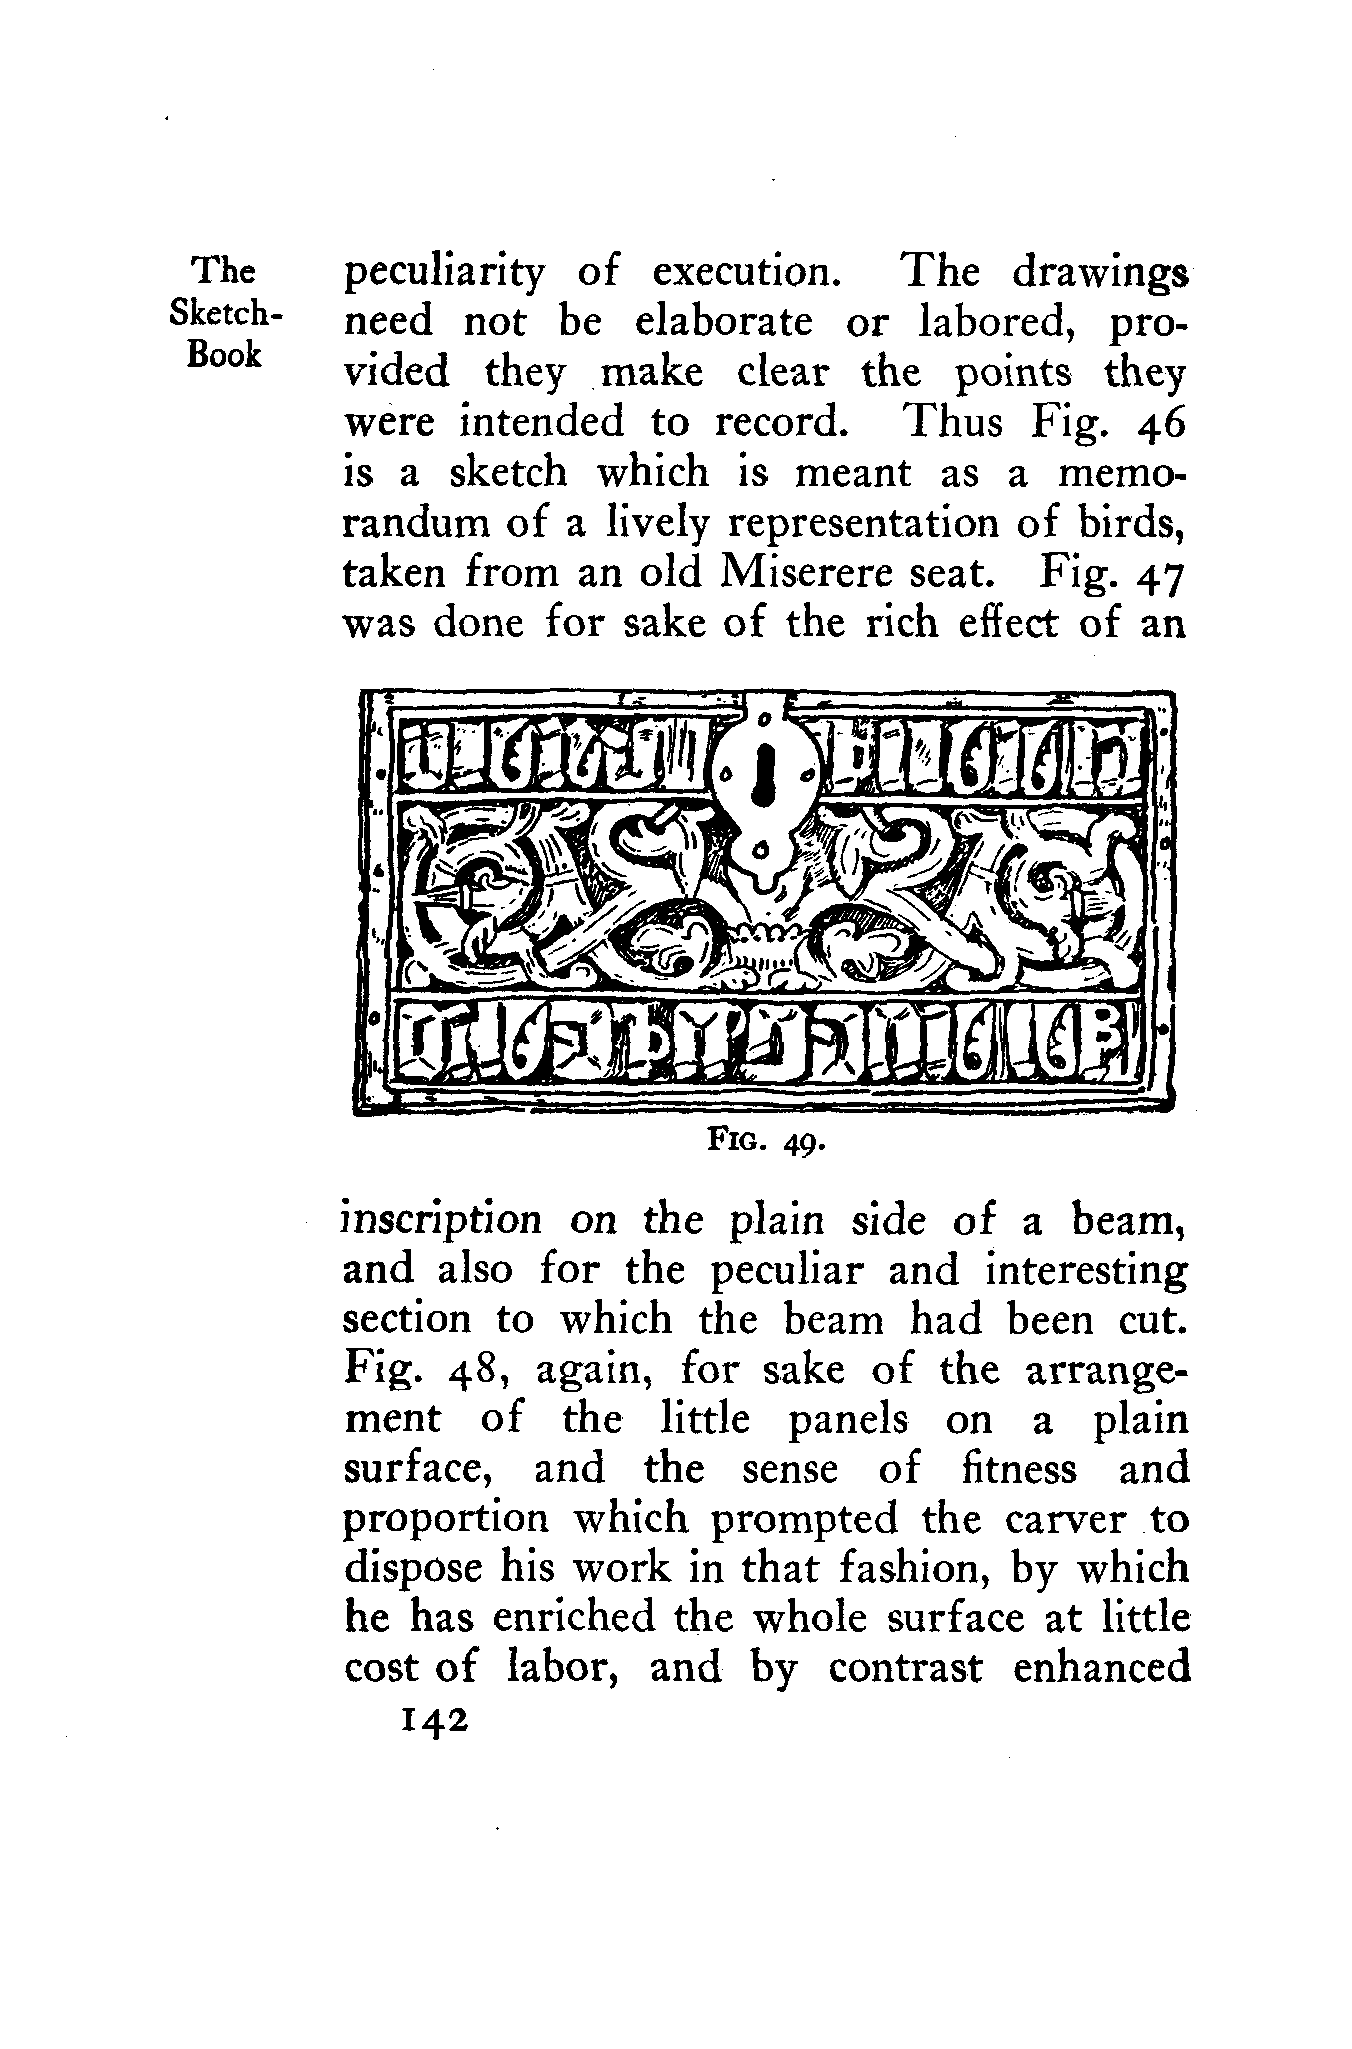 The
Sketch-
Book
peculiarity of execution. The drawings
need not be elaborate or labored, pro-
vided they make clear the points they
were intended to record. Thus Fig. 46
is a sketch which is meant as a memo-
randum of a lively representation of birds,
taken from an old Miserere seat. Fig. 47
was done for sake of the rich effect of an
FIG. 49.
inscription on the plain side of a beam,
and also for the peculiar and interesting
section to which the beam had been cut.
Fig. 48, again, for sake of the arrange-
ment of the little panels on a plain
surface, and the sense of fitness and
proportion which prompted the carver to
dispose his work in that fashion, by which
he has enriched the whole surface at little
cost of labor, and by contrast enhanced
142